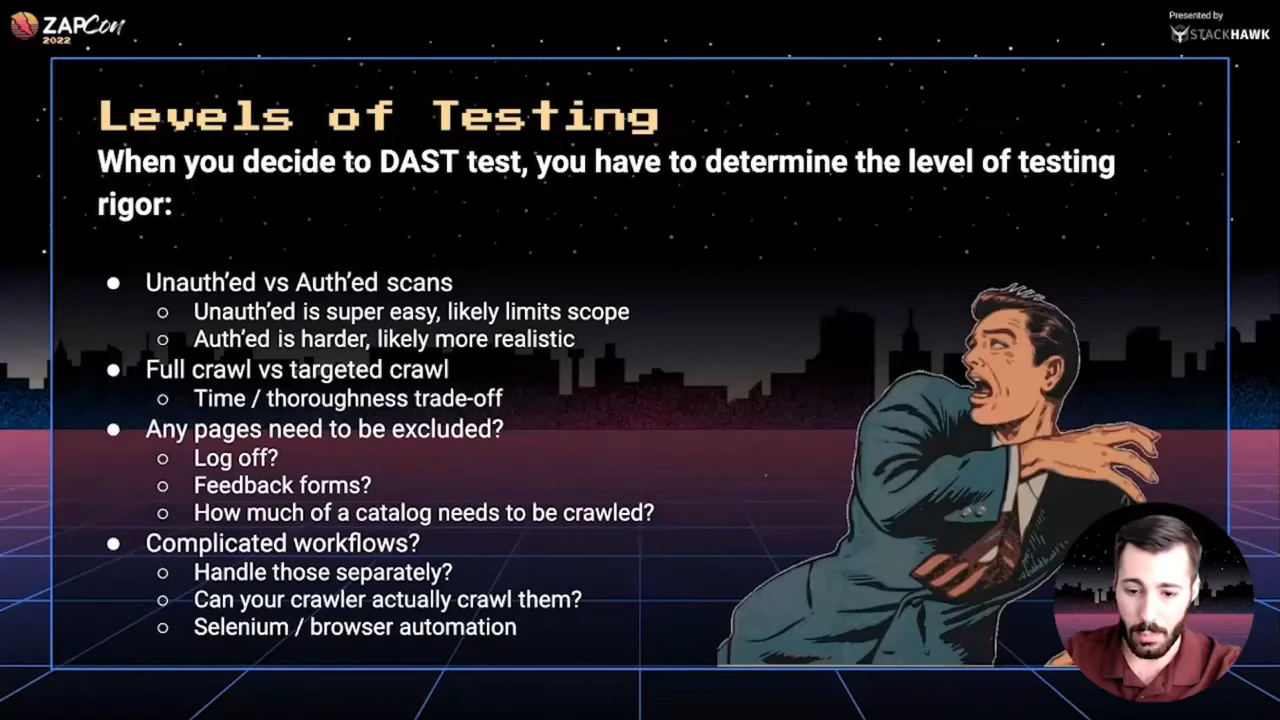 ZAPCon
2022
Presented by
STACKHAWK
Levels of Testing
When you decide to DAST test, you have to determine the level of testing
rigor:
● Unauth'ed vs Auth'ed scans
○ Unauth'ed is super easy, likely limits scope
○ Auth'ed is harder, likely more realistic
● Full crawl vs targeted crawl
○ Time / thoroughness trade-off
● Any pages need to be excluded?
○ Log off?
○ Feedback forms?
○ How much of a catalog needs to be crawled?
● Complicated workflows?
○ Handle those separately?
○ Can your crawler actually crawl them?
○ Selenium / browser automation